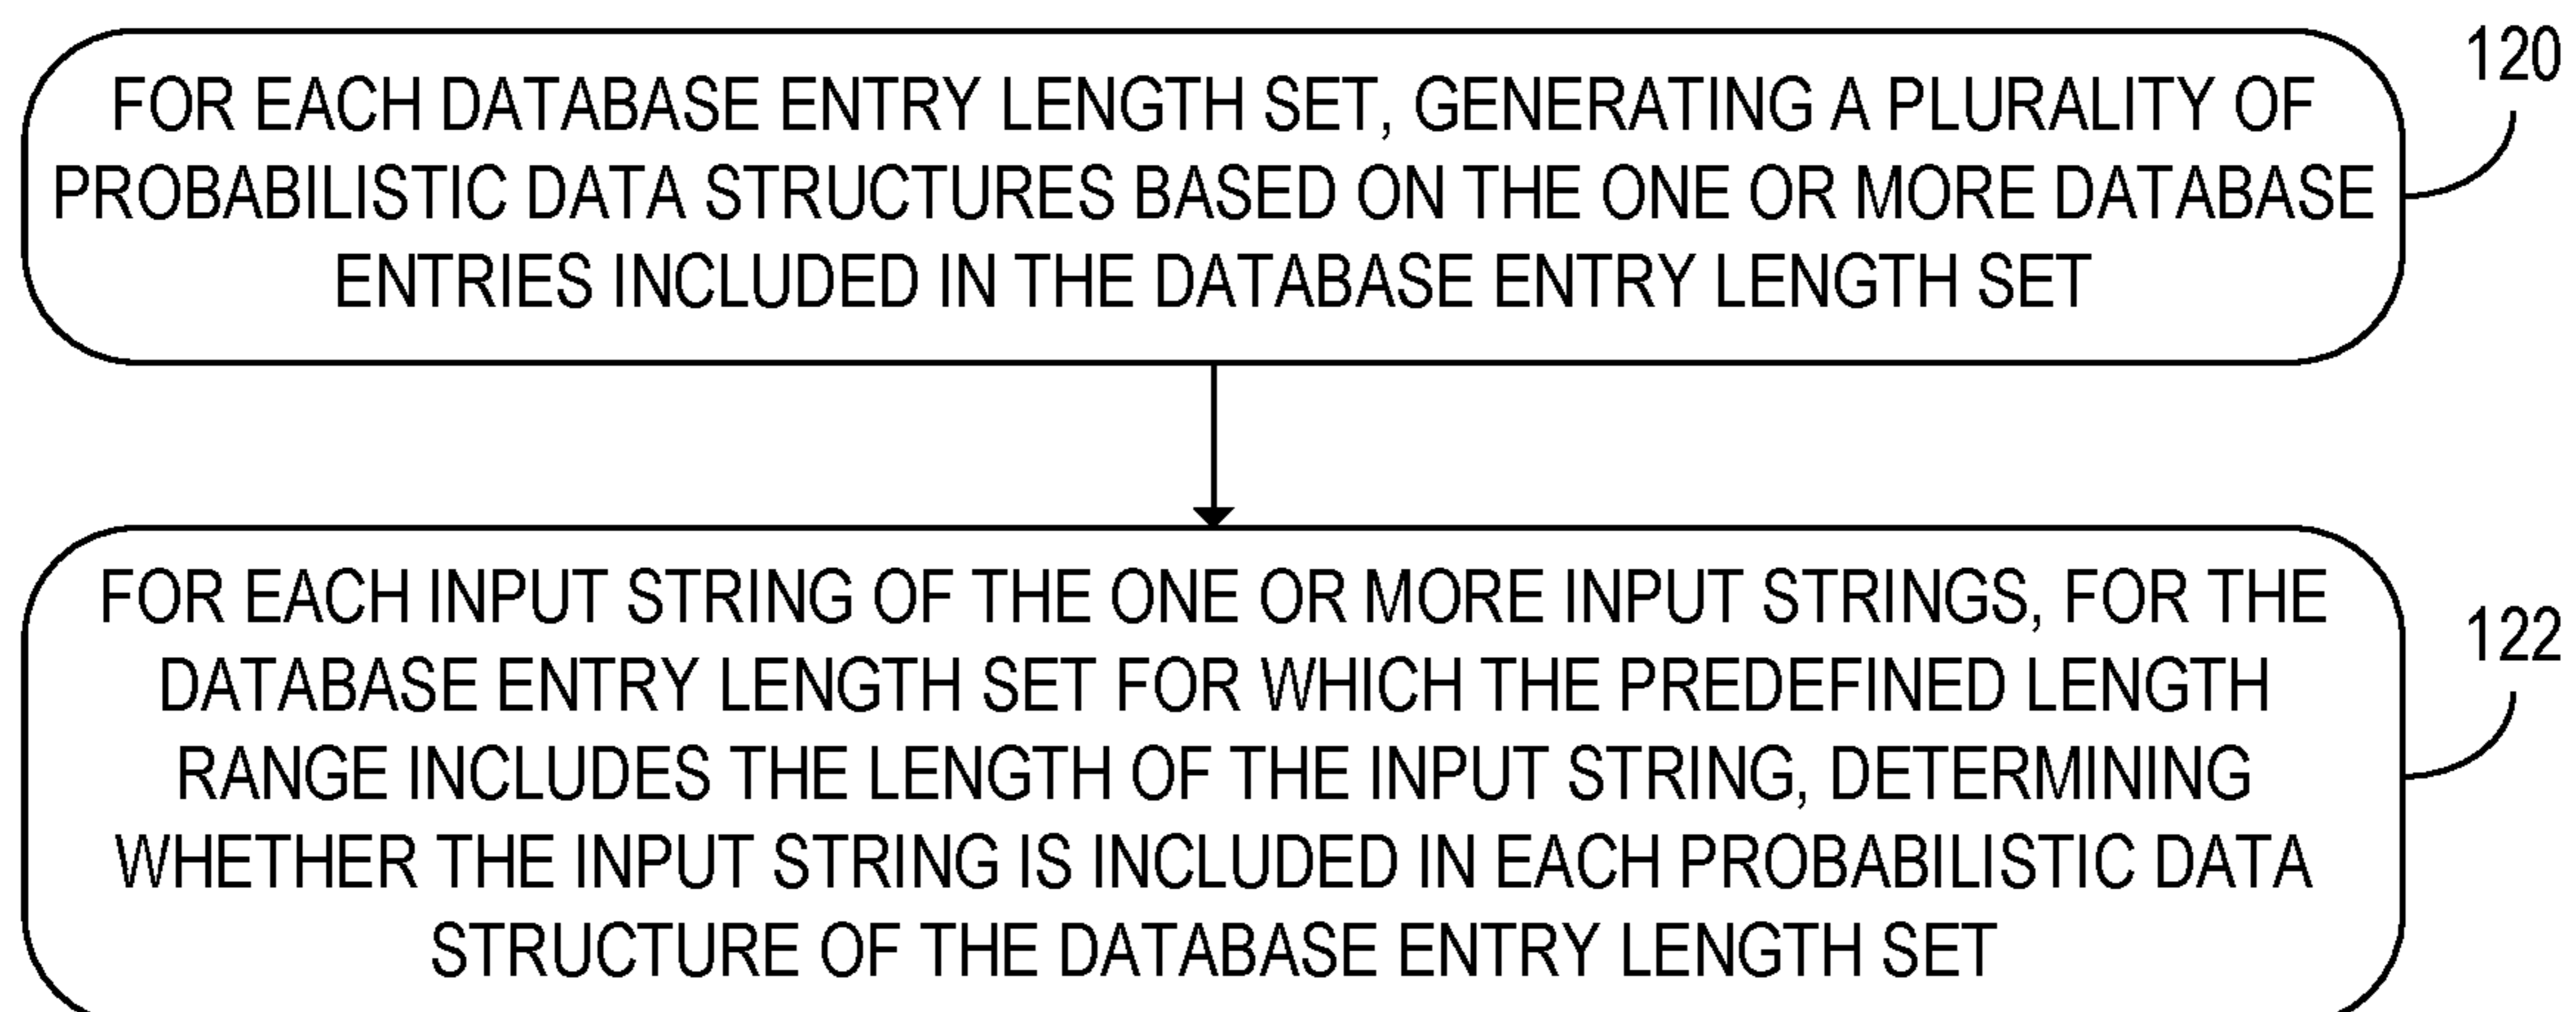 120
FOR EACH DATABASE ENTRY LENGTH SET, GENERATING A PLURALITY OF
PROBABILISTIC DATA STRUCTURES BASED ON THE ONE OR MORE DATABASE
ENTRIES INCLUDED IN THE DATABASE ENTRY LENGTH SET
122
FOR EACH INPUT STRING OF THE ONE OR MORE INPUT STRINGS, FOR THE
DATABASE ENTRY LENGTH SET FOR WHICH THE PREDEFINED LENGTH
RANGE INCLUDES THE LENGTH OF THE INPUT STRING, DETERMINING
WHETHER THE INPUT STRING IS INCLUDED IN EACH PROBABILISTIC DATA
STRUCTURE OF THE DATABASE ENTRY LENGTH SET